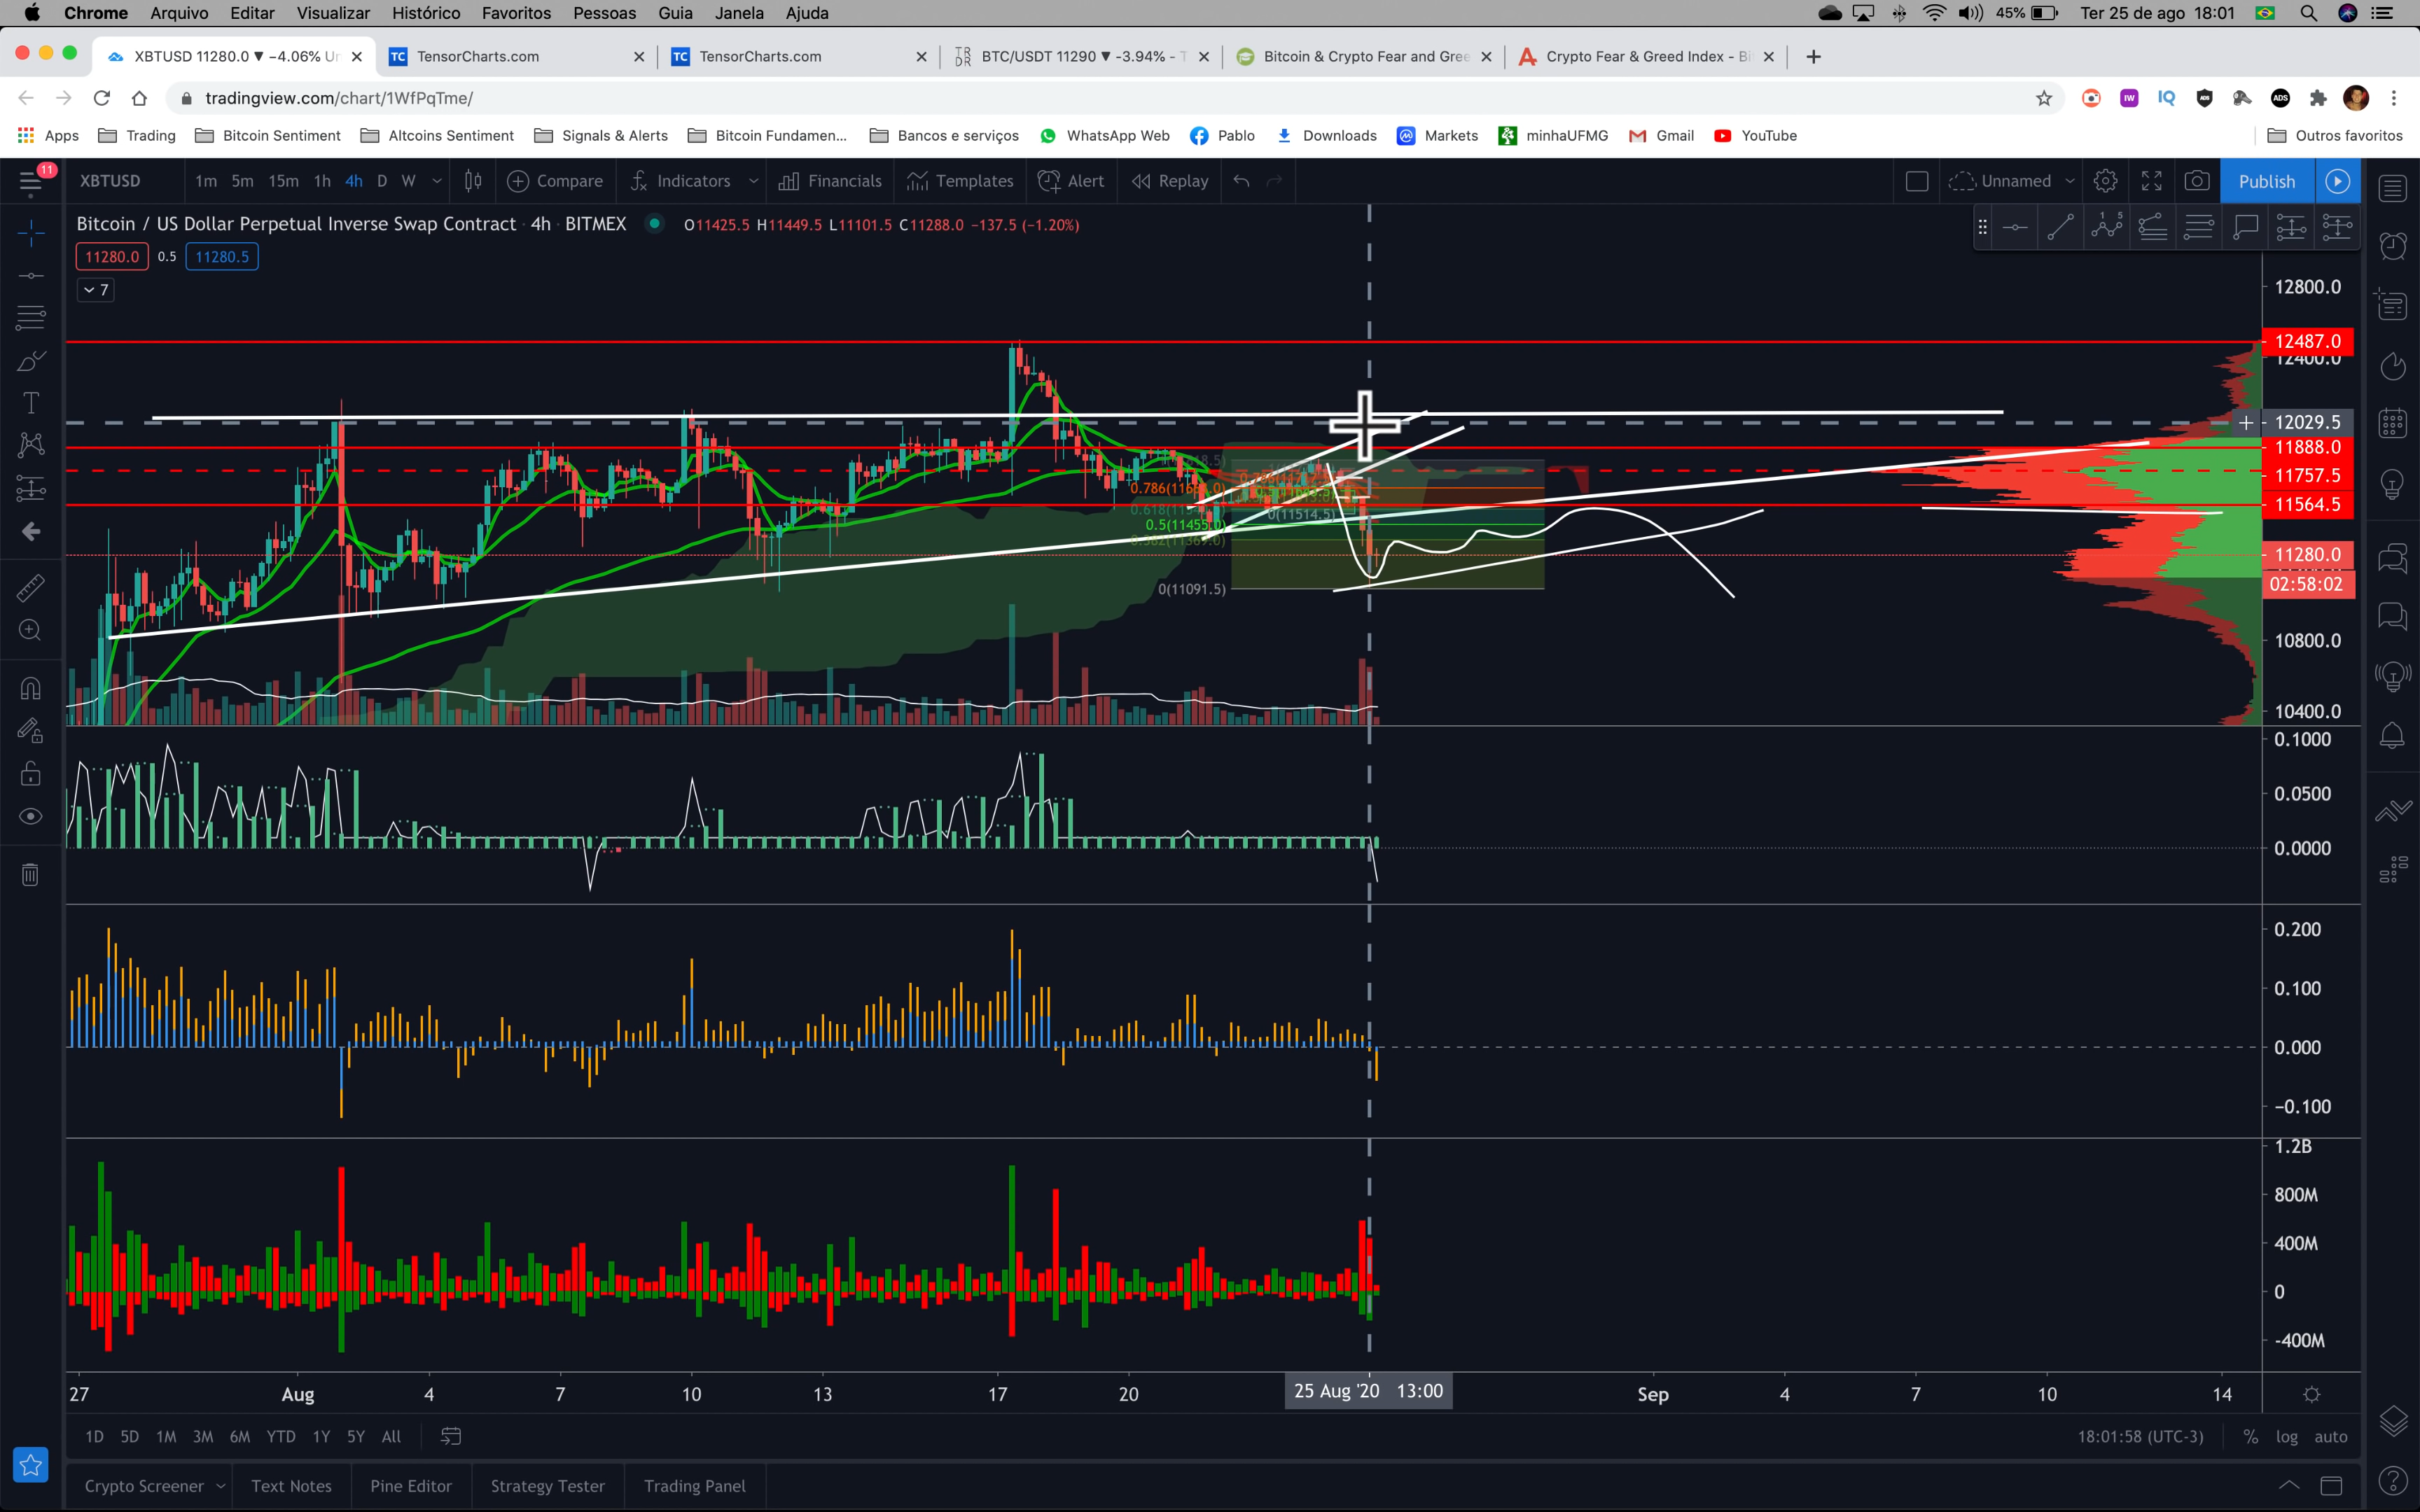 Chrome Arquivo Editar Visualizar Histórico Favoritos Pessoas Guia Janela Ajuda 45% Ter 25 de ago 18:01
XBTUSD 11280.0 ▼ −4.06% Un TensorCharts.com TensorCharts.com BTC/USDT 11290 ▼ -3.94% - T Bitcoin & Crypto Fear and Gree Crypto Fear & Greed Index - Bi
tradingview.com/chart/1WfPqTme/
Apps Trading Bitcoin Sentiment Altcoins Sentiment Signals & Alerts Bitcoin Fundamen... Bancos e serviços WhatsApp Web Pablo Downloads Markets minhaUFMG Gmail YouTube Outros favoritos
11 XBTUSD 1m 5m 15m 1h 4h D W Compare Indicators Financials Templates Alert Replay Unnamed Publish
Bitcoin / US Dollar Perpetual Inverse Swap Contract · 4h · BITMEX O11425.5 H11449.5 L11101.5 C11288.0 −137.5 (−1.20%)
11280.0 0.5 11280.5
7
12800.0
12487.0
12400.0
12029.5
11888.0
11757.5
11564.5
0.5(11455.0)
0(11514.5)
11280.0
02:58:02
0(11091.5)
10800.0
10400.0
0.1000
0.0500
0.0000
0.200
0.100
0.000
−0.100
1.2B
800M
400M
0
-400M
27 Aug 4 7 10 13 17 20 25 Aug '20 13:00 Sep 4 7 10 14
1D 5D 1M 3M 6M YTD 1Y 5Y All 18:01:58 (UTC-3) % log auto
Crypto Screener Text Notes Pine Editor Strategy Tester Trading Panel